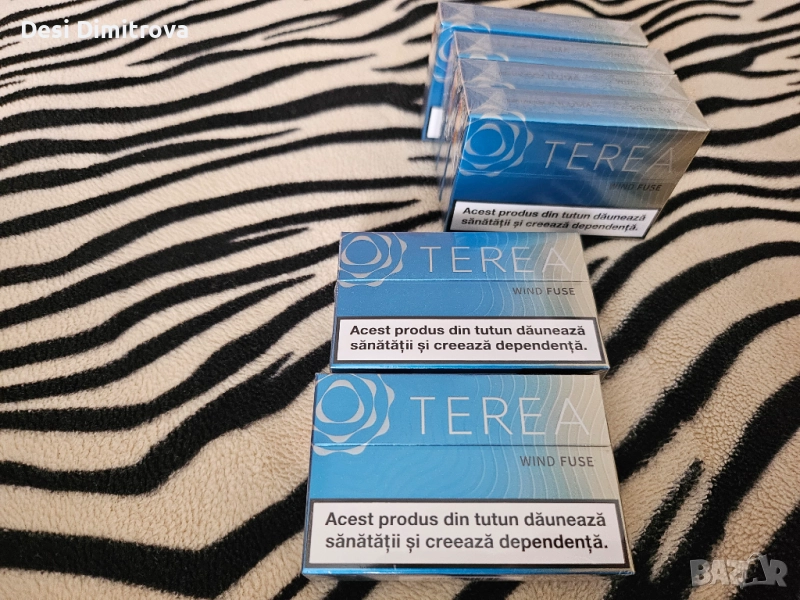 Desi Dimitrova
TEREA
WIND FUSE
Acest produs din tutun dăunează
sănătății și creează dependență.
TEREA
WIND FUSE
Acest produs din tutun dăunează
sănătății și creează dependență.
TEREA
WIND FUSE
Acest produs din tutun dăunează
sănătății și creează dependență.
BAZAR